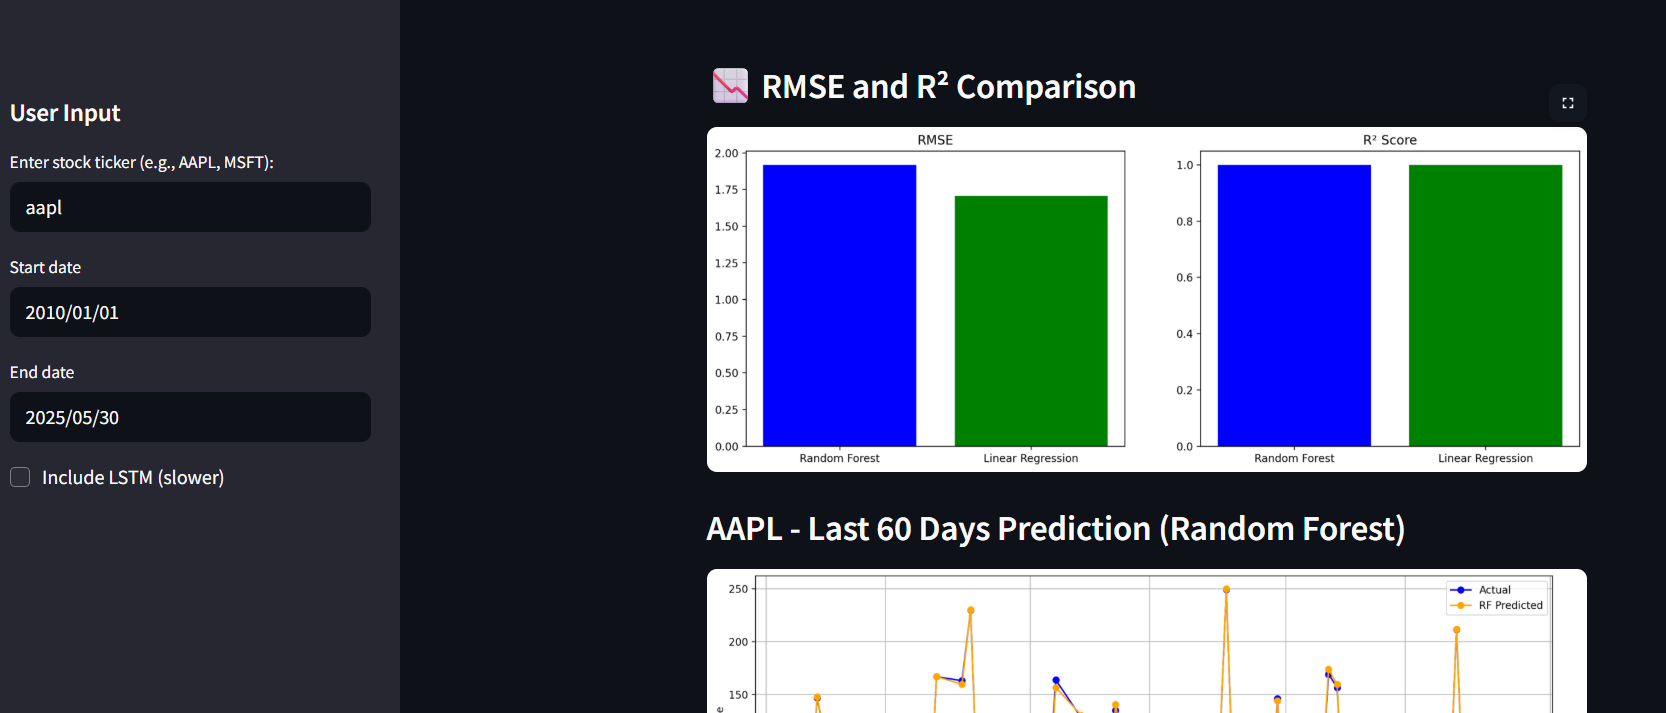 User Input
Enter stock ticker (e.g., AAPL, MSFT):
aapl
Start date
2010/01/01
End date
2025/05/30
Include LSTM (slower)
RMSE and R² Comparison
RMSE
2.00
1.75
1.50
1.25
1.00
0.75
0.50
0.25
0.00
Random Forest
Linear Regression
R² Score
1.0
0.8
0.6
0.4
0.2
0.0
Random Forest
Linear Regression
AAPL - Last 60 Days Prediction (Random Forest)
250
200
150
Actual
RF Predicted